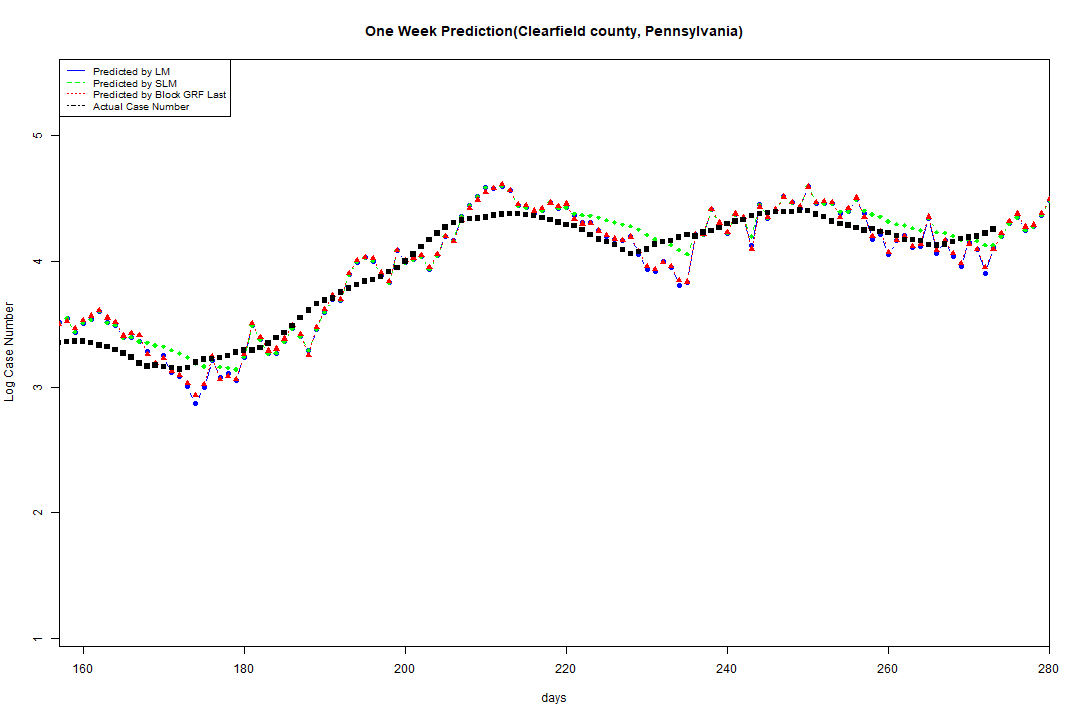 One Week Prediction(Clearfield county, Pennsylvania)
Predicted by LM
Predicted by SLM
Predicted by Block GRF Last
Actual Case Number
5
4
3
2
1
Log Case Number
160 180 200 220 240 260 280
days